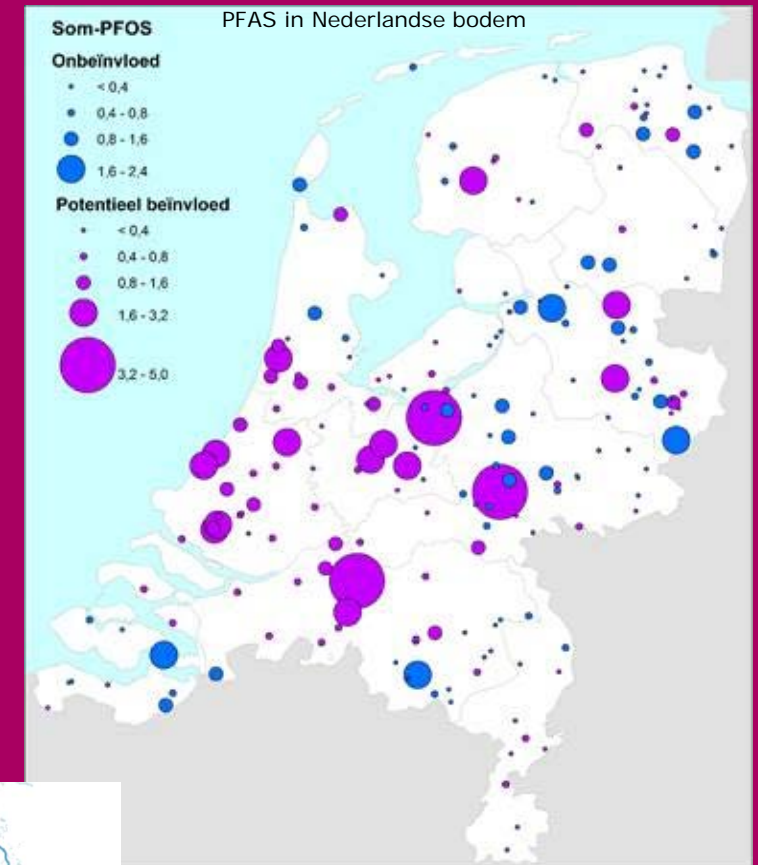 PFAS in Nederlandse bodem
Som-PFOS
Onbeïnvloed
< 0,4
0,4 - 0,8
0,8 - 1,6
1,6 - 2,4
Potentieel beïnvloed
< 0,4
0,4 - 0,8
0,8 - 1,6
1,6 - 3,2
3,2 - 5,0